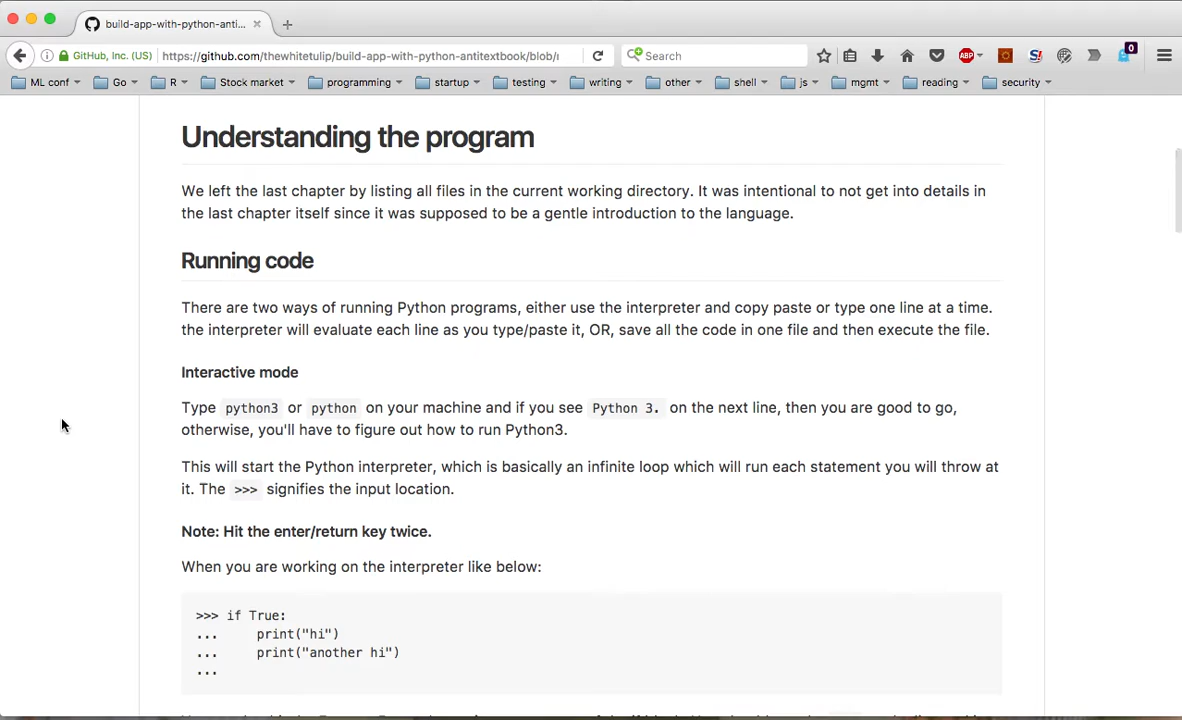 build-app-with-python-anti...
GitHub, Inc. (US)
https://github.com/thewhitetulip/build-app-with-python-antitextbook/blob/
Search
ABP
S!
0
ML conf
Go
R
Stock market
programming
startup
testing
writing
other
shell
js
mgmt
reading
security
Understanding the program
We left the last chapter by listing all files in the current working directory. It was intentional to not get into details in
the last chapter itself since it was supposed to be a gentle introduction to the language.
Running code
There are two ways of running Python programs, either use the interpreter and copy paste or type one line at a time.
the interpreter will evaluate each line as you type/paste it, OR, save all the code in one file and then execute the file.
Interactive mode
Type python3 or python on your machine and if you see Python 3. on the next line, then you are good to go,
otherwise, you'll have to figure out how to run Python3.
This will start the Python interpreter, which is basically an infinite loop which will run each statement you will throw at
it. The >>> signifies the input location.
Note: Hit the enter/return key twice.
When you are working on the interpreter like below:
>>> if True:
... print("hi")
... print("another hi")
...